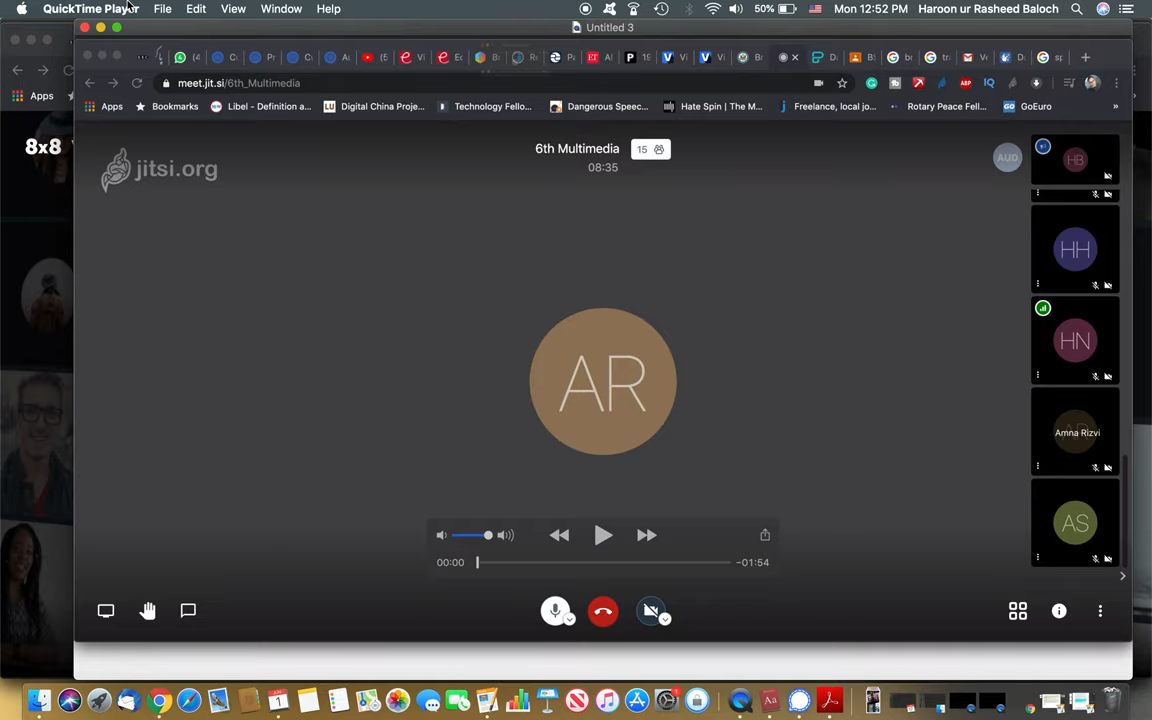 QuickTime Player File Edit View Window Help 50% Mon 12:52 PM Haroon ur Rasheed Baloch
Untitled 3
meet.jit.si/6th_Multimedia
Apps
Apps Bookmarks Libel - Definition a... Digital China Proje... Technology Fello... Dangerous Speec... Hate Spin | The M... Freelance, local jo... Rotary Peace Fell... GoEuro
8x8
jitsi.org
6th Multimedia
15
08:35
AUD
HB
HH
HN
AR
Amna Rizvi
AS
00:00
-01:54